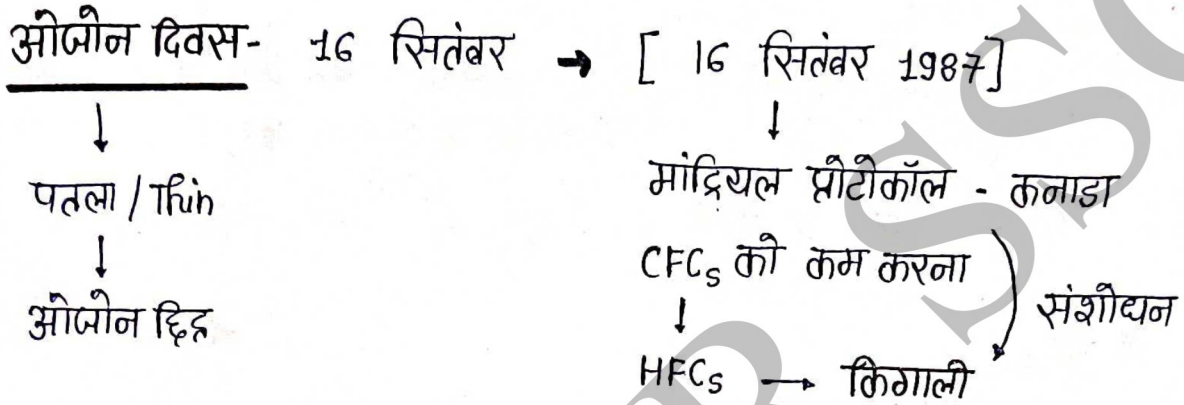 ओजोन दिवस- 16 सितंबर → [ 16 सितंबर 1987]
↓
पतला / Thin
↓
ओजोन छिद्र
↓
मांट्रियल प्रोटोकॉल - कनाडा
CFCs को कम करना
↓
HFCs → किगाली
संशोधन